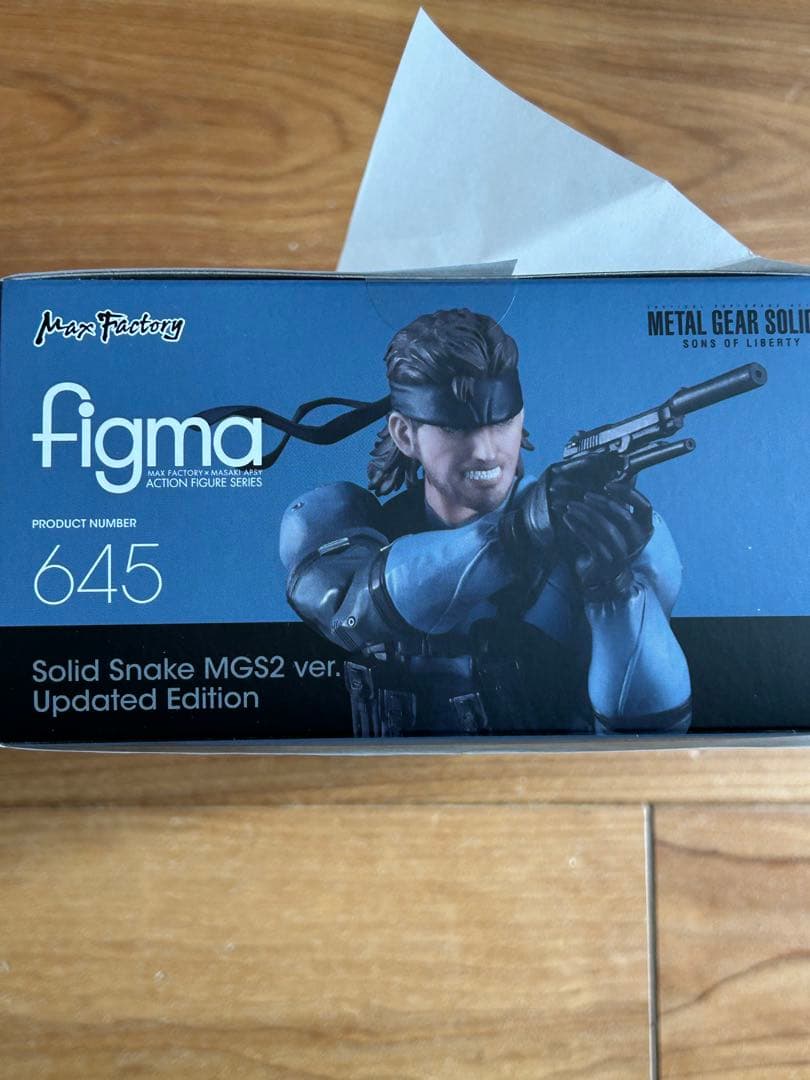 Max Factory
METAL GEAR SOLID
SONS OF LIBERTY
figma
MAX FACTORY × MASAKI APSY
ACTION FIGURE SERIES
PRODUCT NUMBER
645
Solid Snake MGS2 ver.
Updated Edition